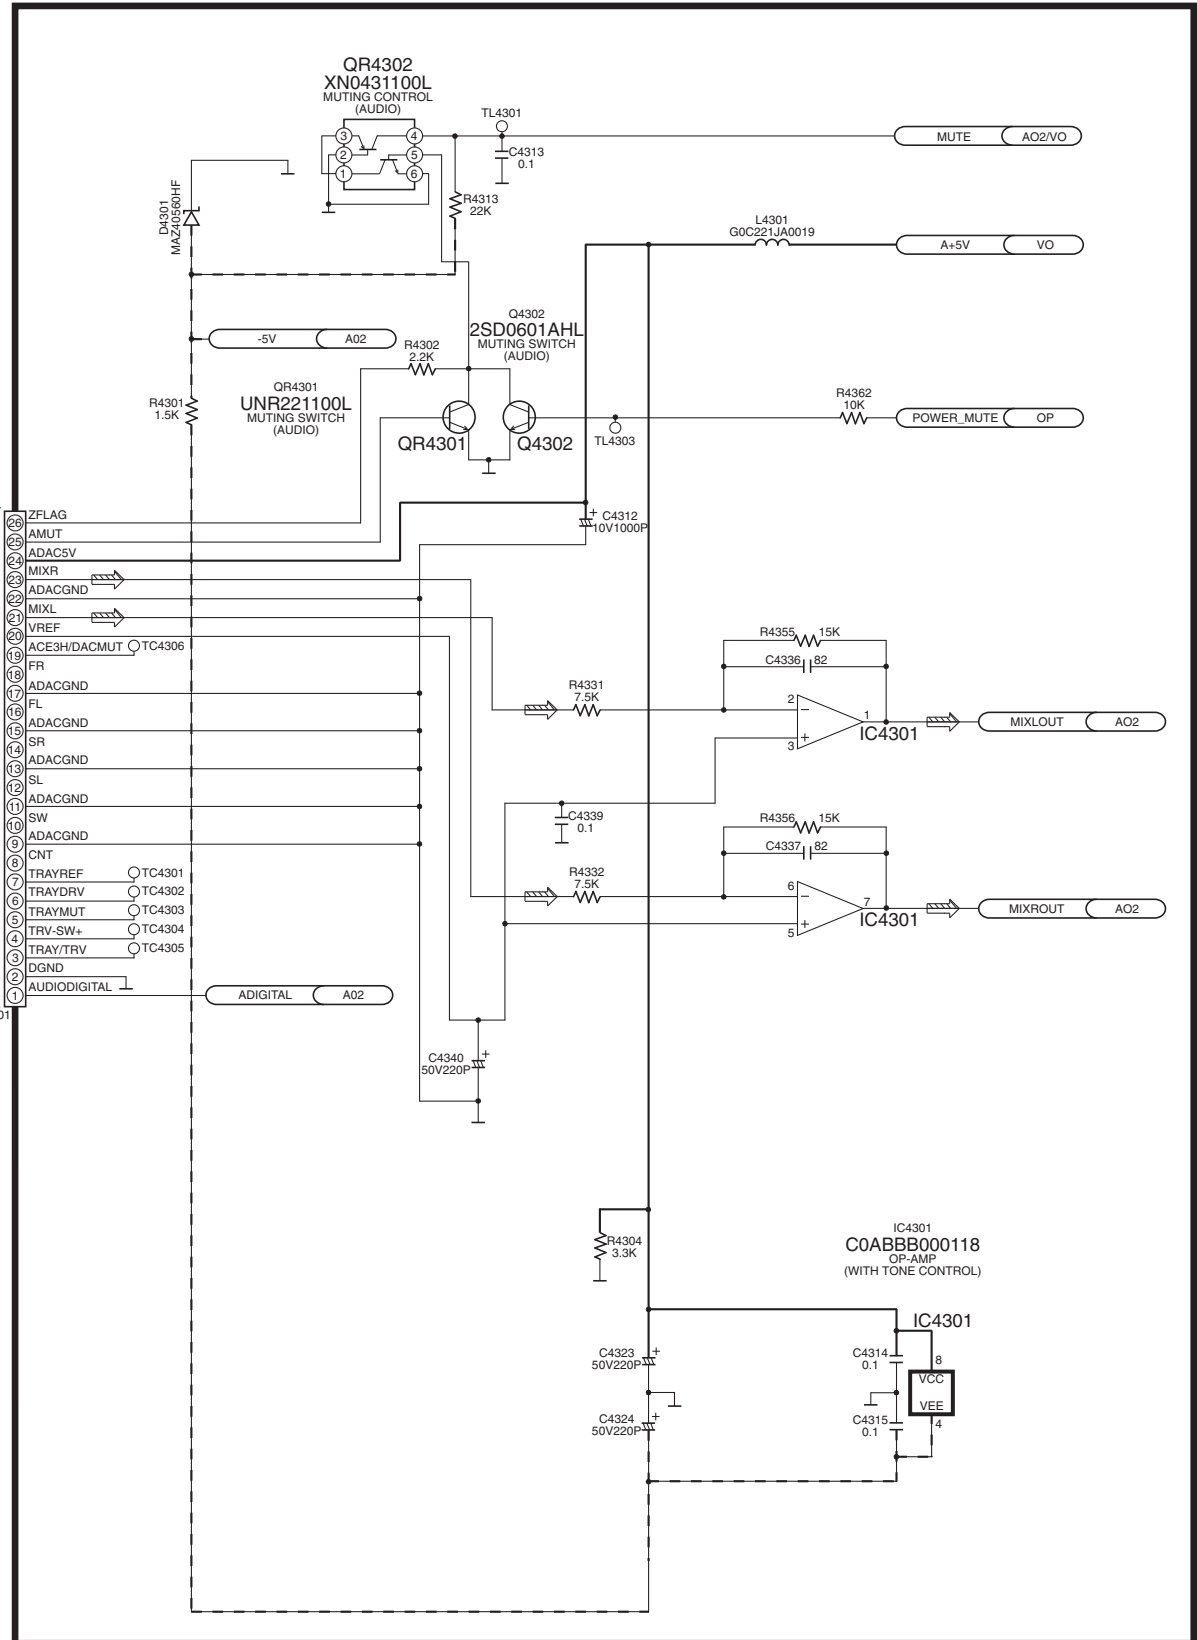 QR4302
XN0431100L
MUTING CONTROL
(AUDIO)
3
4
2
5
1
6
TL4301
C4313
0.1
R4313
22K
MUTE AO2/VO
D4301
MAZ40560HF
L4301
G0C221JA0019
A+5V VO
-5V A02
Q4302
2SD0601AHL
MUTING SWITCH
(AUDIO)
R4302
2.2K
R4301
1.5K
QR4301
UNR221100L
MUTING SWITCH
(AUDIO)
QR4301
Q4302
TL4303
R4362
10K
POWER_MUTE OP
C4312
10V1000P
+
26 ZFLAG
25 AMUT
24 ADAC5V
23 MIXR
22 ADACGND
21 MIXL
20 VREF
19 ACE3H/DACMUT TC4306
18 FR
17 ADACGND
16 FL
15 ADACGND
14 SR
13 ADACGND
12 SL
11 ADACGND
10 SW
9 ADACGND
8 CNT
7 TRAYREF TC4301
6 TRAYDRV TC4302
5 TRAYMUT TC4303
4 TRV-SW+ TC4304
3 TRAY/TRV TC4305
2 DGND
1 AUDIODIGITAL
01
ADIGITAL A02
R4355 15K
C4336 82
R4331
7.5K
2
−
3
+
1
IC4301
MIXLOUT AO2
C4339
0.1
R4356 15K
C4337 82
R4332
7.5K
6
−
5
+
7
IC4301
MIXROUT AO2
C4340
50V220P
+
R4304
3.3K
IC4301
C0ABBB000118
OP-AMP
(WITH TONE CONTROL)
IC4301
C4323
50V220P
+
C4324
50V220P
+
C4314
0.1
C4315
0.1
8
VCC
VEE
4